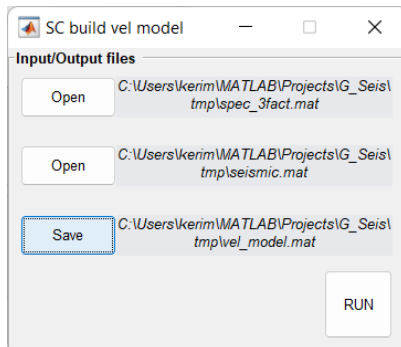 SC build vel model
Input/Output files
Open
C:\Users\kerim\MATLAB\Projects\G_Seis\
tmp\spec_3fact.mat
Open
C:\Users\kerim\MATLAB\Projects\G_Seis\
tmp\seismic.mat
Save
C:\Users\kerim\MATLAB\Projects\G_Seis\
tmp\vel_model.mat
RUN